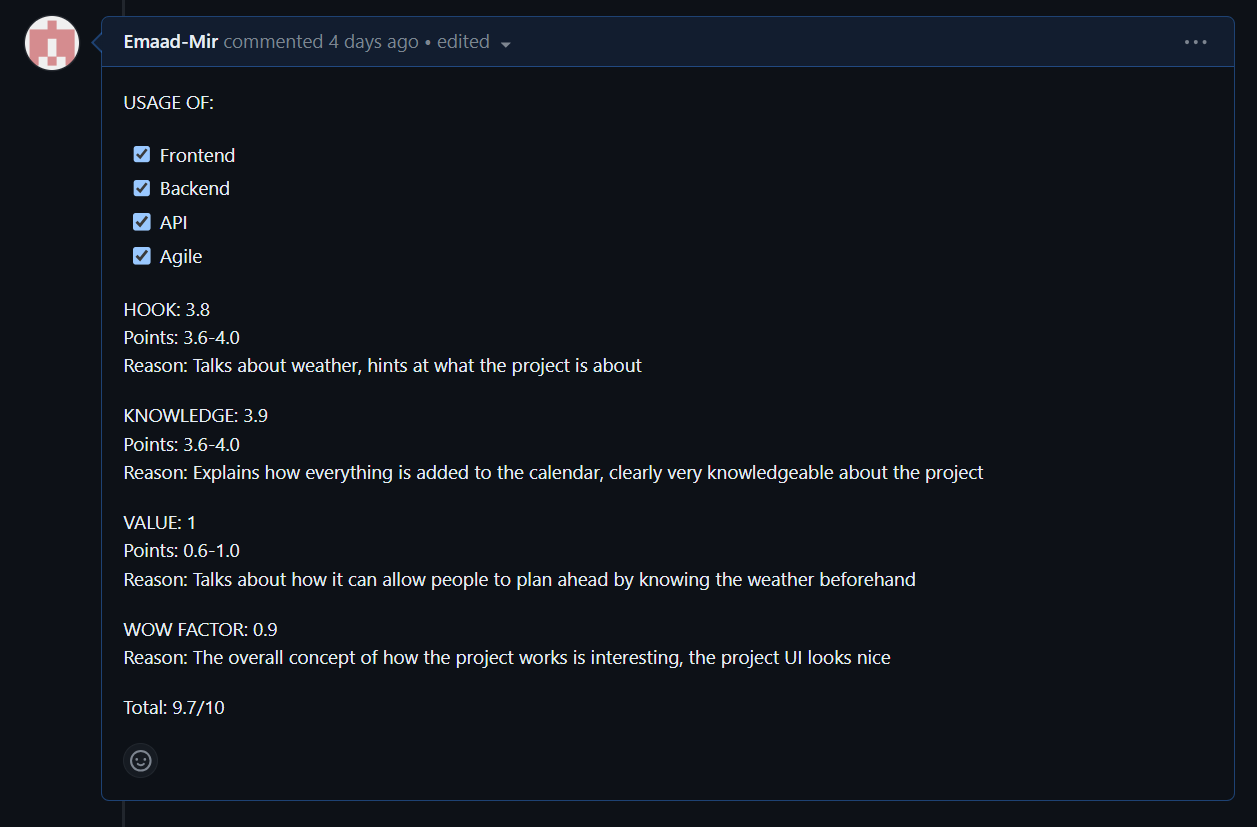 Emaad-Mir commented 4 days ago • edited
USAGE OF:
Frontend
Backend
API
Agile
HOOK: 3.8
Points: 3.6-4.0
Reason: Talks about weather, hints at what the project is about
KNOWLEDGE: 3.9
Points: 3.6-4.0
Reason: Explains how everything is added to the calendar, clearly very knowledgeable about the project
VALUE: 1
Points: 0.6-1.0
Reason: Talks about how it can allow people to plan ahead by knowing the weather beforehand
WOW FACTOR: 0.9
Reason: The overall concept of how the project works is interesting, the project UI looks nice
Total: 9.7/10